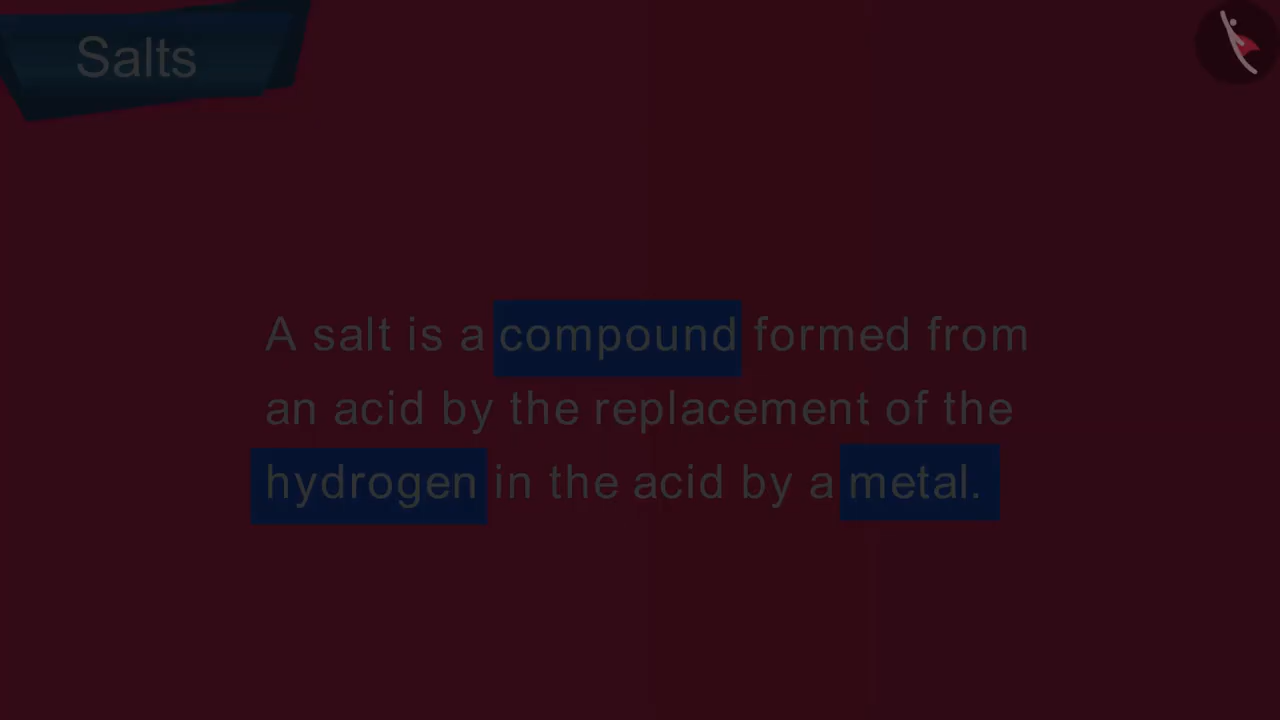 Salts
A salt is a compound formed from
an acid by the replacement of the
hydrogen in the acid by a metal.